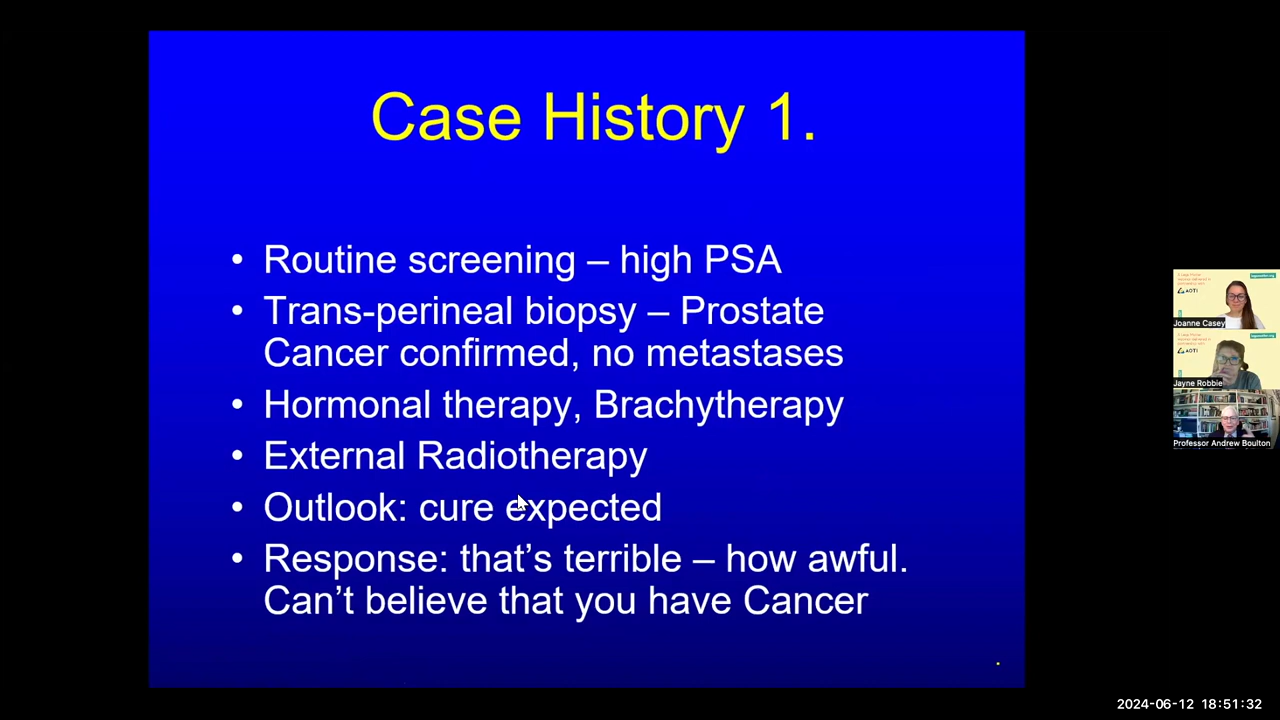 Case History 1.
• Routine screening – high PSA
• Trans-perineal biopsy – Prostate
Cancer confirmed, no metastases
• Hormonal therapy, Brachytherapy
• External Radiotherapy
• Outlook: cure expected
• Response: that’s terrible – how awful.
Can’t believe that you have Cancer
AOTI
Joanne Casey
AOTI
Jayne Robbie
Professor Andrew Boulton
2024-06-12 18:51:32